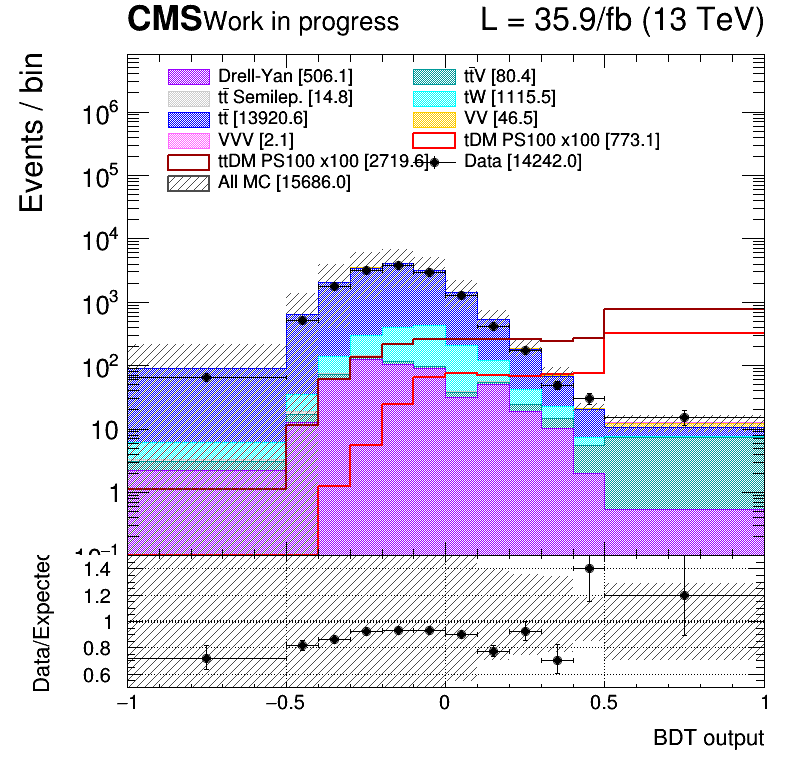 CMS Work in progress L = 35.9/fb (13 TeV)
Events / bin
Drell-Yan [506.1] tt̄V [80.4]
tt̄ Semilep. [14.8] tW [1115.5]
tt̄ [13920.6] VV [46.5]
VVV [2.1] tDM PS100 x100 [773.1]
ttDM PS100 x100 [2719.6] Data [14242.0]
All MC [15686.0]
10⁶
10⁵
10⁴
10³
10²
10
1
10⁻¹
Data/Expected
1.4
1.2
1
0.8
0.6
−1 −0.5 0 0.5 1
BDT output